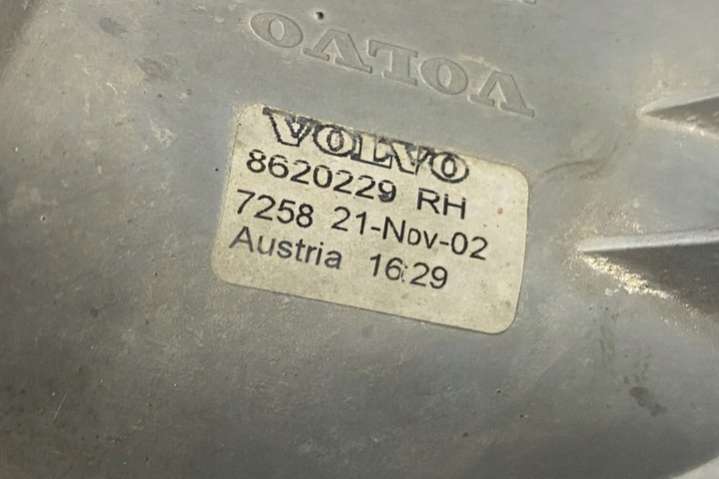 VOLVO
VOLVO
8620229 RH
7258 21-Nov-02
Austria 16:29